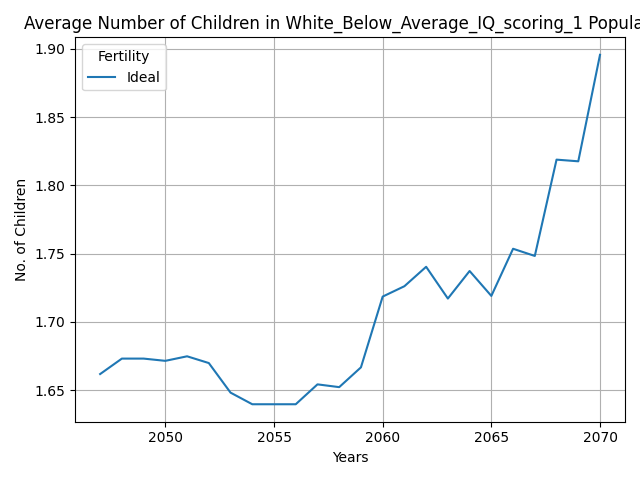 Average Number of Children in White_Below_Average_IQ_scoring_1 Popula
Fertility
Ideal
1.90
1.85
1.80
1.75
1.70
1.65
No. of Children
2050 2055 2060 2065 2070
Years